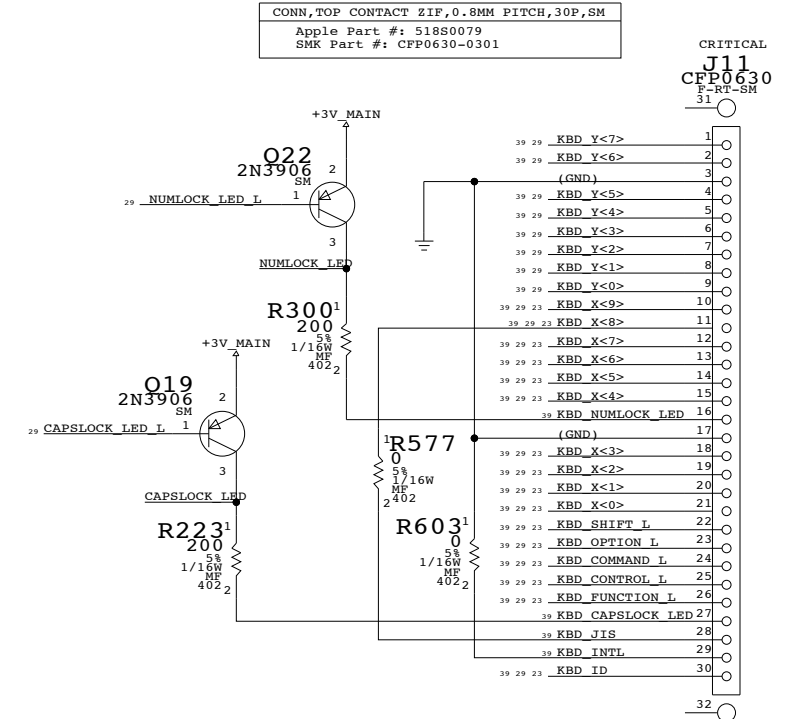 CONN,TOP CONTACT ZIF,0.8MM PITCH,30P,SM
Apple Part #: 518S0079
SMK Part #: CFP0630-0301
CRITICAL
J11
CFP0630
F-RT-SM
31
+3V_MAIN
Q22
2N3906
SM
2
1
3
29 NUMLOCK_LED_L
NUMLOCK_LED
R300
1
200
5%
1/16W
MF
402
2
+3V_MAIN
Q19
2N3906
SM
2
1
3
29 CAPSLOCK_LED_L
CAPSLOCK_LED
R223
1
200
5%
1/16W
MF
402
2
1
R577
0
5%
1/16W
MF
402
2
R603
1
0
5%
1/16W
MF
402
2
39 29 KBD_Y<7> 1
39 29 KBD_Y<6> 2
(GND) 3
39 29 KBD_Y<5> 4
39 29 KBD_Y<4> 5
39 29 KBD_Y<3> 6
39 29 KBD_Y<2> 7
39 29 KBD_Y<1> 8
39 29 KBD_Y<0> 9
39 29 23 KBD_X<9> 10
39 29 23 KBD_X<8> 11
39 29 23 KBD_X<7> 12
39 29 23 KBD_X<6> 13
39 29 23 KBD_X<5> 14
39 29 23 KBD_X<4> 15
39 KBD_NUMLOCK_LED 16
(GND) 17
39 29 23 KBD_X<3> 18
39 29 23 KBD_X<2> 19
39 29 23 KBD_X<1> 20
39 29 23 KBD_X<0> 21
39 29 23 KBD_SHIFT_L 22
39 29 23 KBD_OPTION_L 23
39 29 23 KBD_COMMAND_L 24
39 29 23 KBD_CONTROL_L 25
39 29 23 KBD_FUNCTION_L 26
39 KBD_CAPSLOCK_LED 27
39 KBD_JIS 28
39 KBD_INTL 29
39 29 23 KBD_ID 30
32